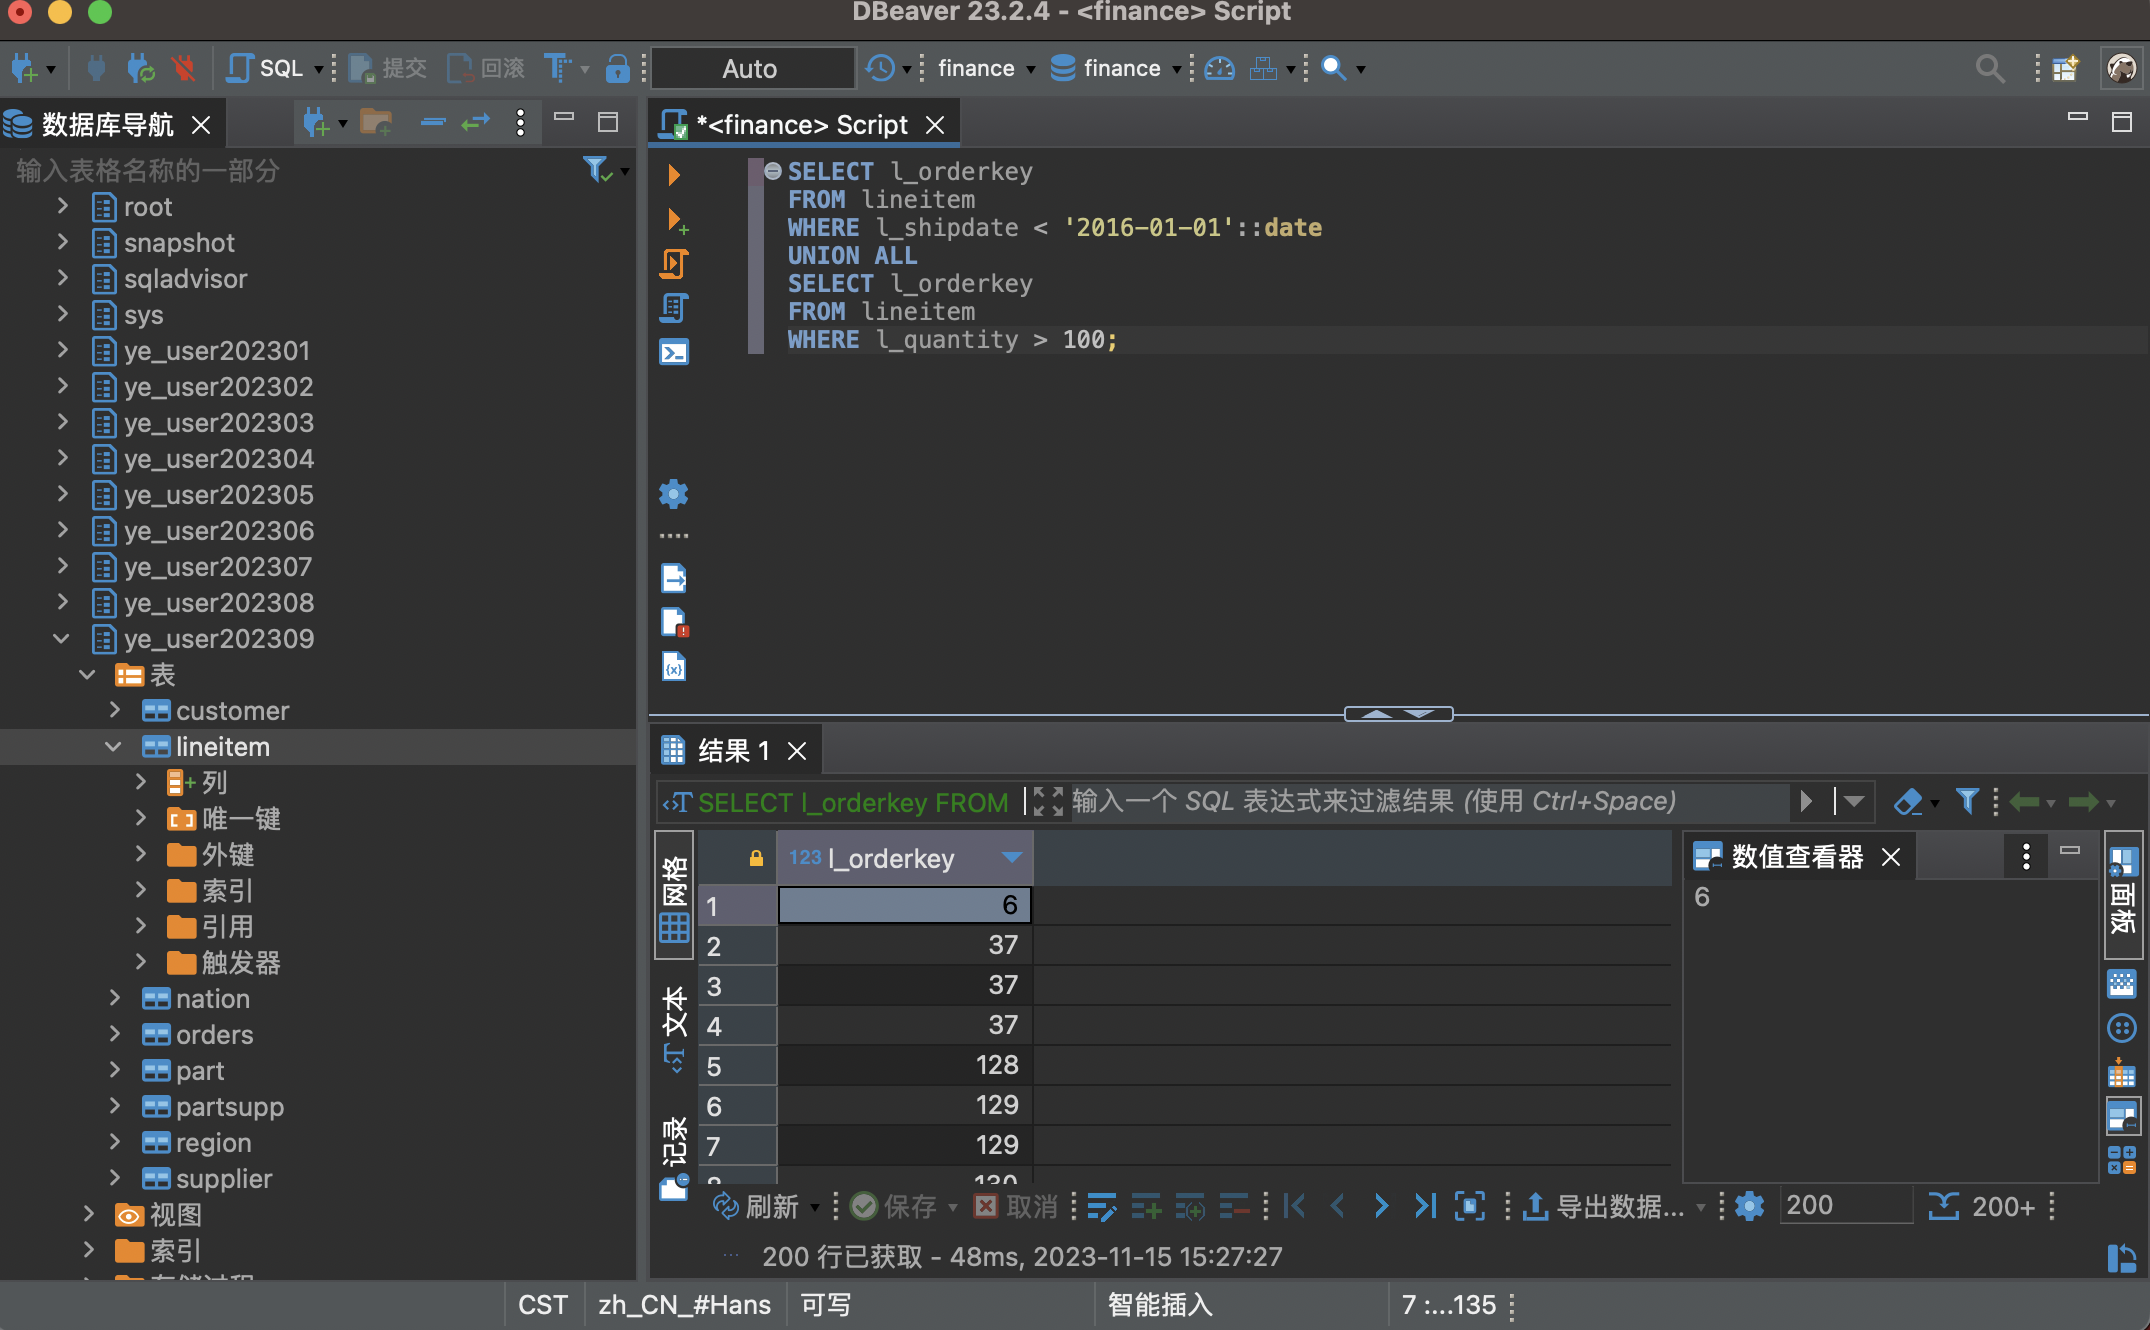 DBeaver 23.2.4 - <finance> Script
SQL
提交
回滚
Auto
finance
finance
数据库导航
输入表格名称的一部分
root
snapshot
sqladvisor
sys
ye_user202301
ye_user202302
ye_user202303
ye_user202304
ye_user202305
ye_user202306
ye_user202307
ye_user202308
ye_user202309
表
customer
lineitem
列
唯一键
外键
索引
引用
触发器
nation
orders
part
partsupp
region
supplier
视图
索引
*<finance> Script
SELECT l_orderkey
FROM lineitem
WHERE l_shipdate < '2016-01-01'::date
UNION ALL
SELECT l_orderkey
FROM lineitem
WHERE l_quantity > 100;
结果 1
SELECT l_orderkey FROM
输入一个 SQL 表达式来过滤结果 (使用 Ctrl+Space)
网格
文本
记录
123 l_orderkey
1 6
2 37
3 37
4 37
5 128
6 129
7 129
8 130
数值查看器
6
面板
刷新
保存
取消
导出数据...
200
200+
200 行已获取 - 48ms, 2023-11-15 15:27:27
CST
zh_CN_#Hans
可写
智能插入
7 :...135